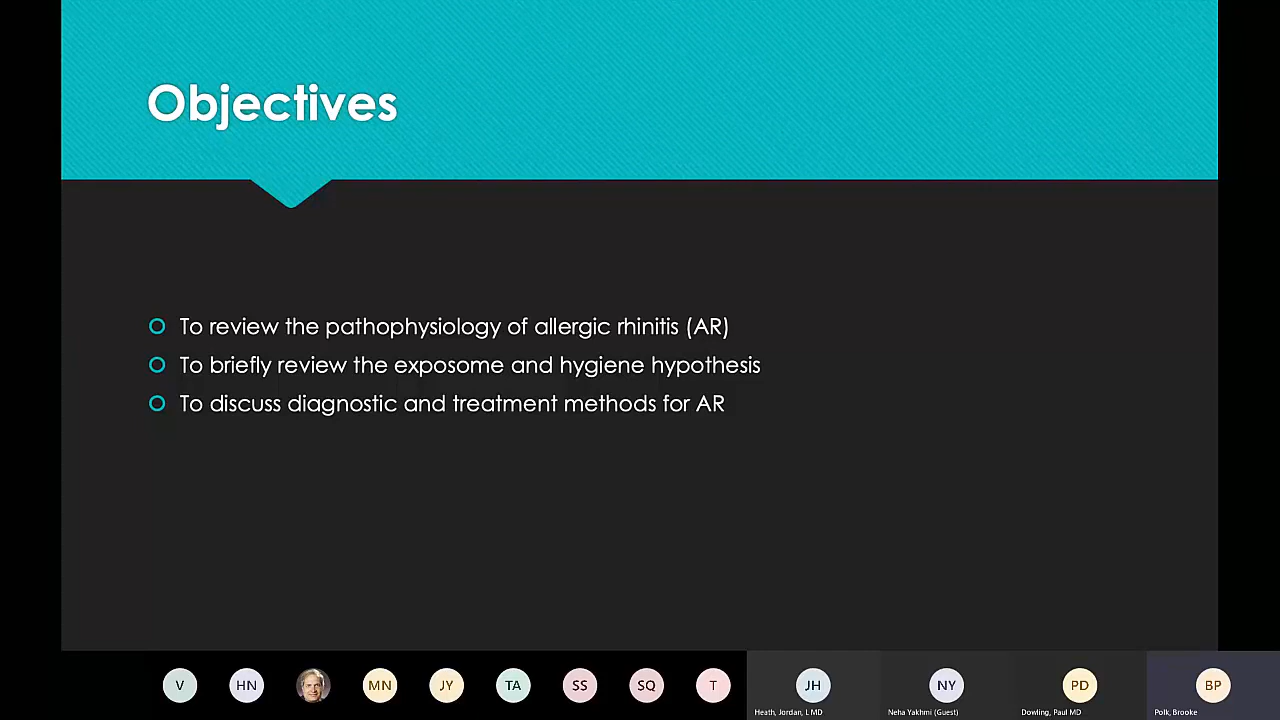 Objectives
To review the pathophysiology of allergic rhinitis (AR)
To briefly review the exposome and hygiene hypothesis
To discuss diagnostic and treatment methods for AR
V HN MN JY TA SS SQ T JH NY PD BP
Heath, Jordan, L MD Neha Yakhmi (Guest) Dowling, Paul MD Polk, Brooke